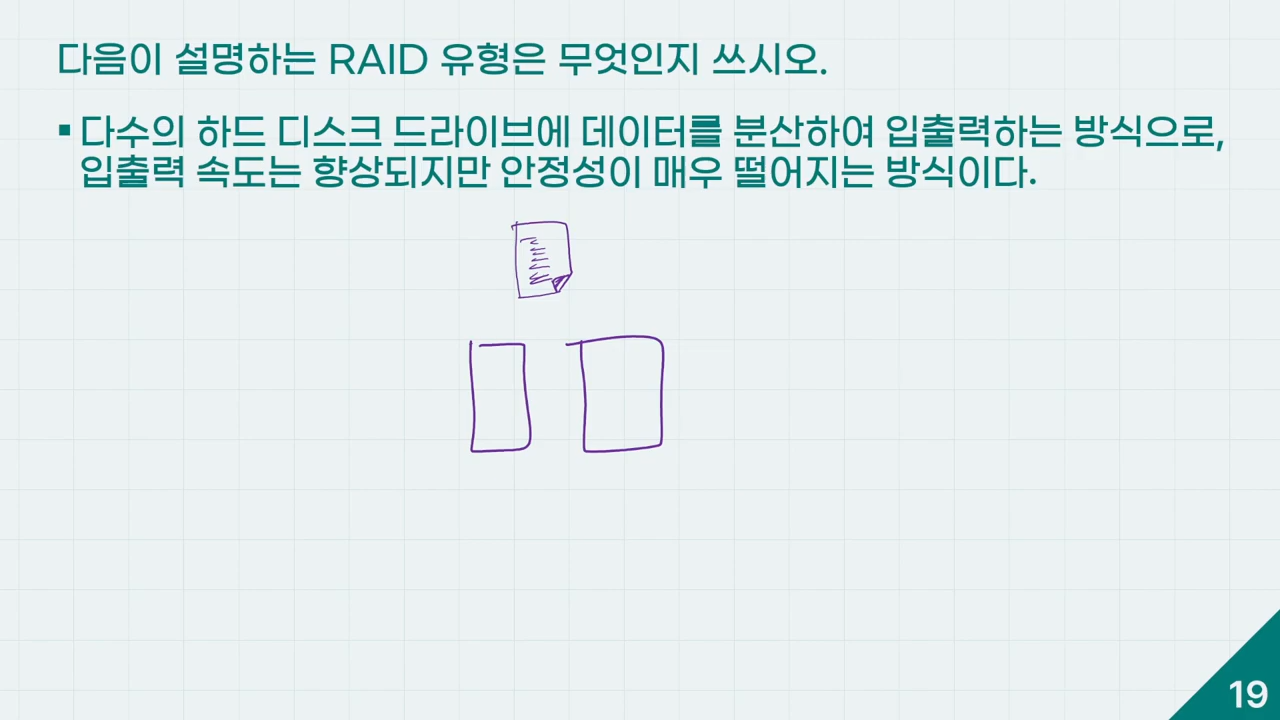 다음이 설명하는 RAID 유형은 무엇인지 쓰시오.
▪ 다수의 하드 디스크 드라이브에 데이터를 분산하여 입출력하는 방식으로,
입출력 속도는 향상되지만 안정성이 매우 떨어지는 방식이다.
19